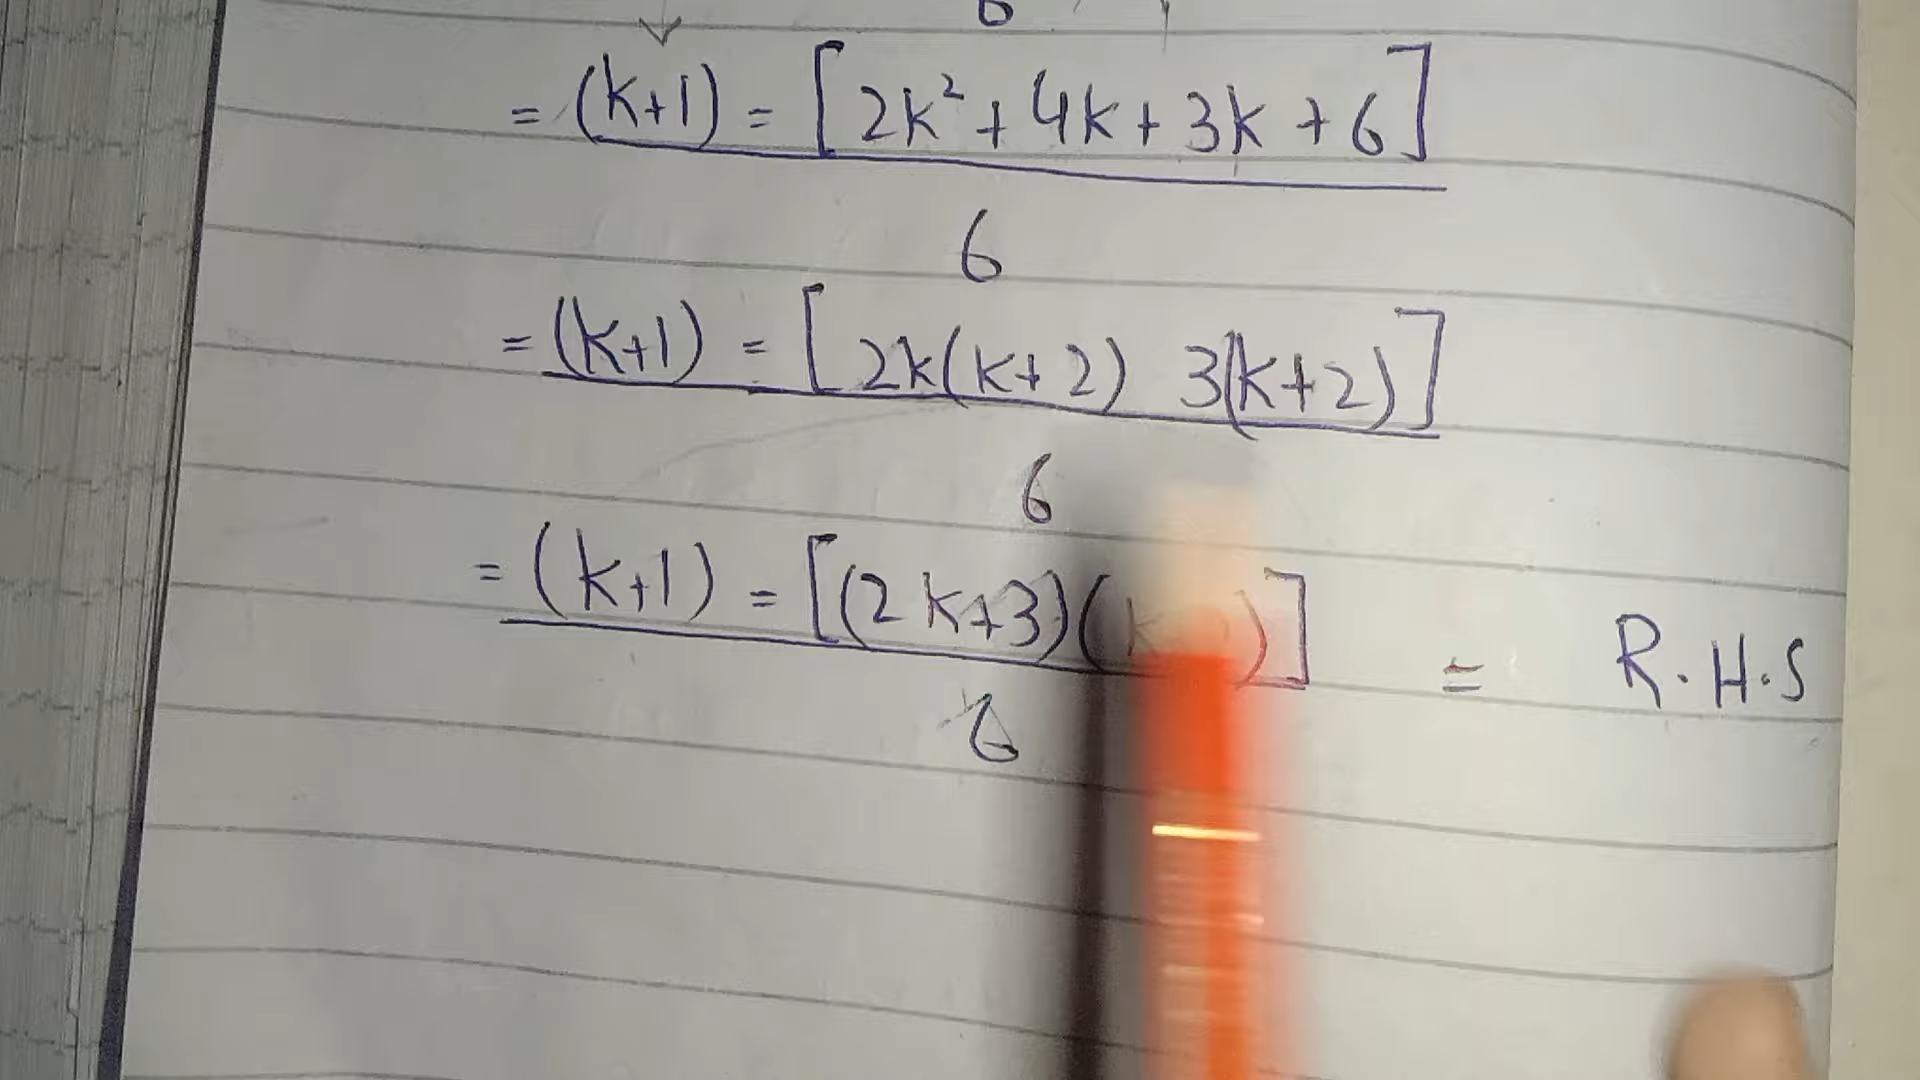 = (k+1) = [2k² + 4k + 3k + 6]
6
= (k+1) = [2k(k+2) 3(k+2)]
6
= (k+1) = [(2k+3)(k )] = R.H.S
6